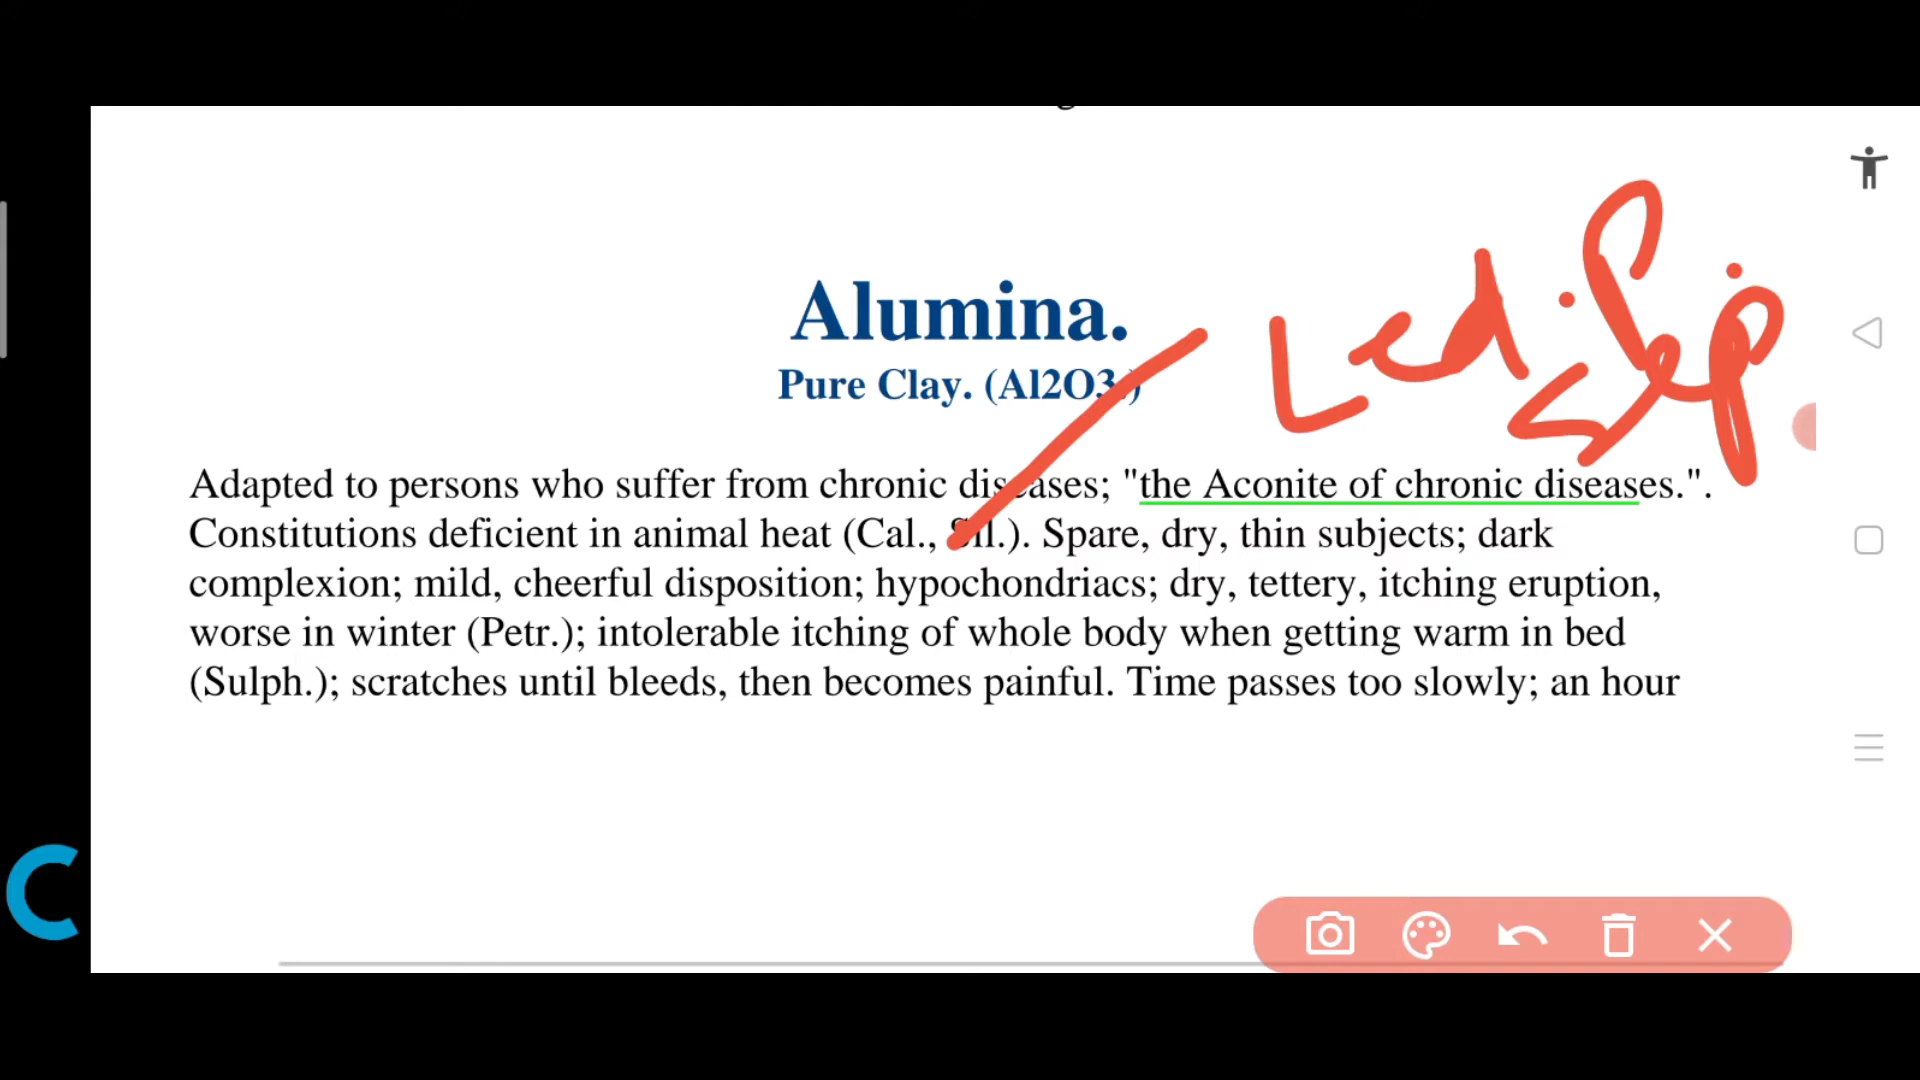 Alumina.
Pure Clay. (Al2O3.)
Led. Sep.
Adapted to persons who suffer from chronic diseases; "the Aconite of chronic diseases.".
Constitutions deficient in animal heat (Cal., Sil.). Spare, dry, thin subjects; dark
complexion; mild, cheerful disposition; hypochondriacs; dry, tettery, itching eruption,
worse in winter (Petr.); intolerable itching of whole body when getting warm in bed
(Sulph.); scratches until bleeds, then becomes painful. Time passes too slowly; an hour